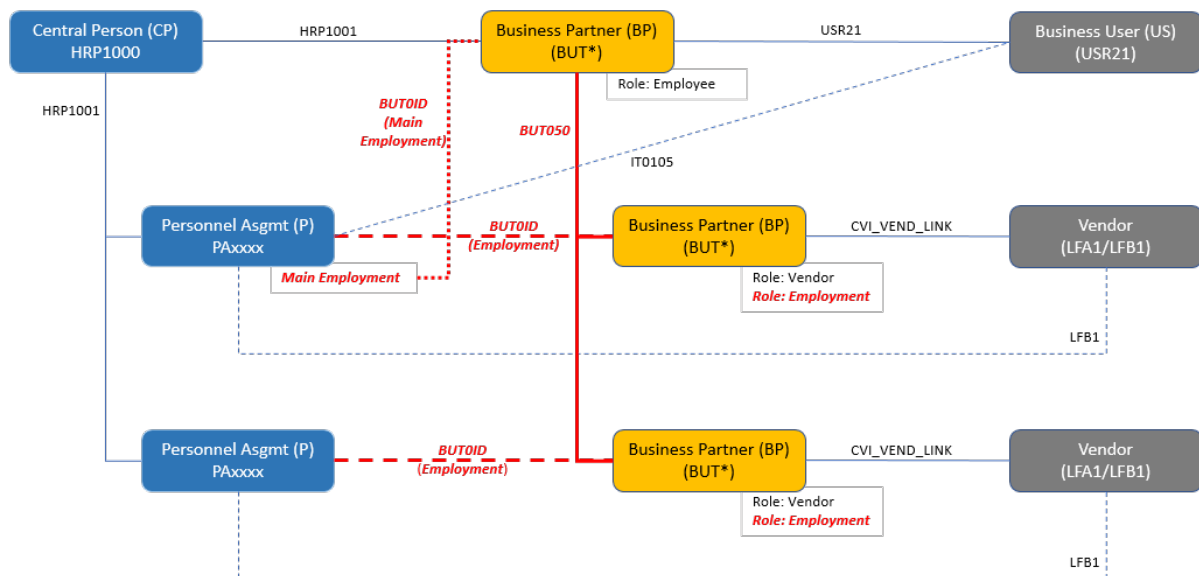 Central Person (CP)
HRP1000
HRP1001
Business Partner (BP)
(BUT*)
USR21
Business User (US)
(USR21)
Role: Employee
HRP1001
BUT0ID
(Main
Employment)
BUT050
IT0105
Personnel Asgmt (P)
PAxxxx
BUT0ID
(Employment)
Business Partner (BP)
(BUT*)
CVI_VEND_LINK
Vendor
(LFA1/LFB1)
Main Employment
Role: Vendor
Role: Employment
LFB1
Personnel Asgmt (P)
PAxxxx
BUT0ID
(Employment)
Business Partner (BP)
(BUT*)
CVI_VEND_LINK
Vendor
(LFA1/LFB1)
Role: Vendor
Role: Employment
LFB1